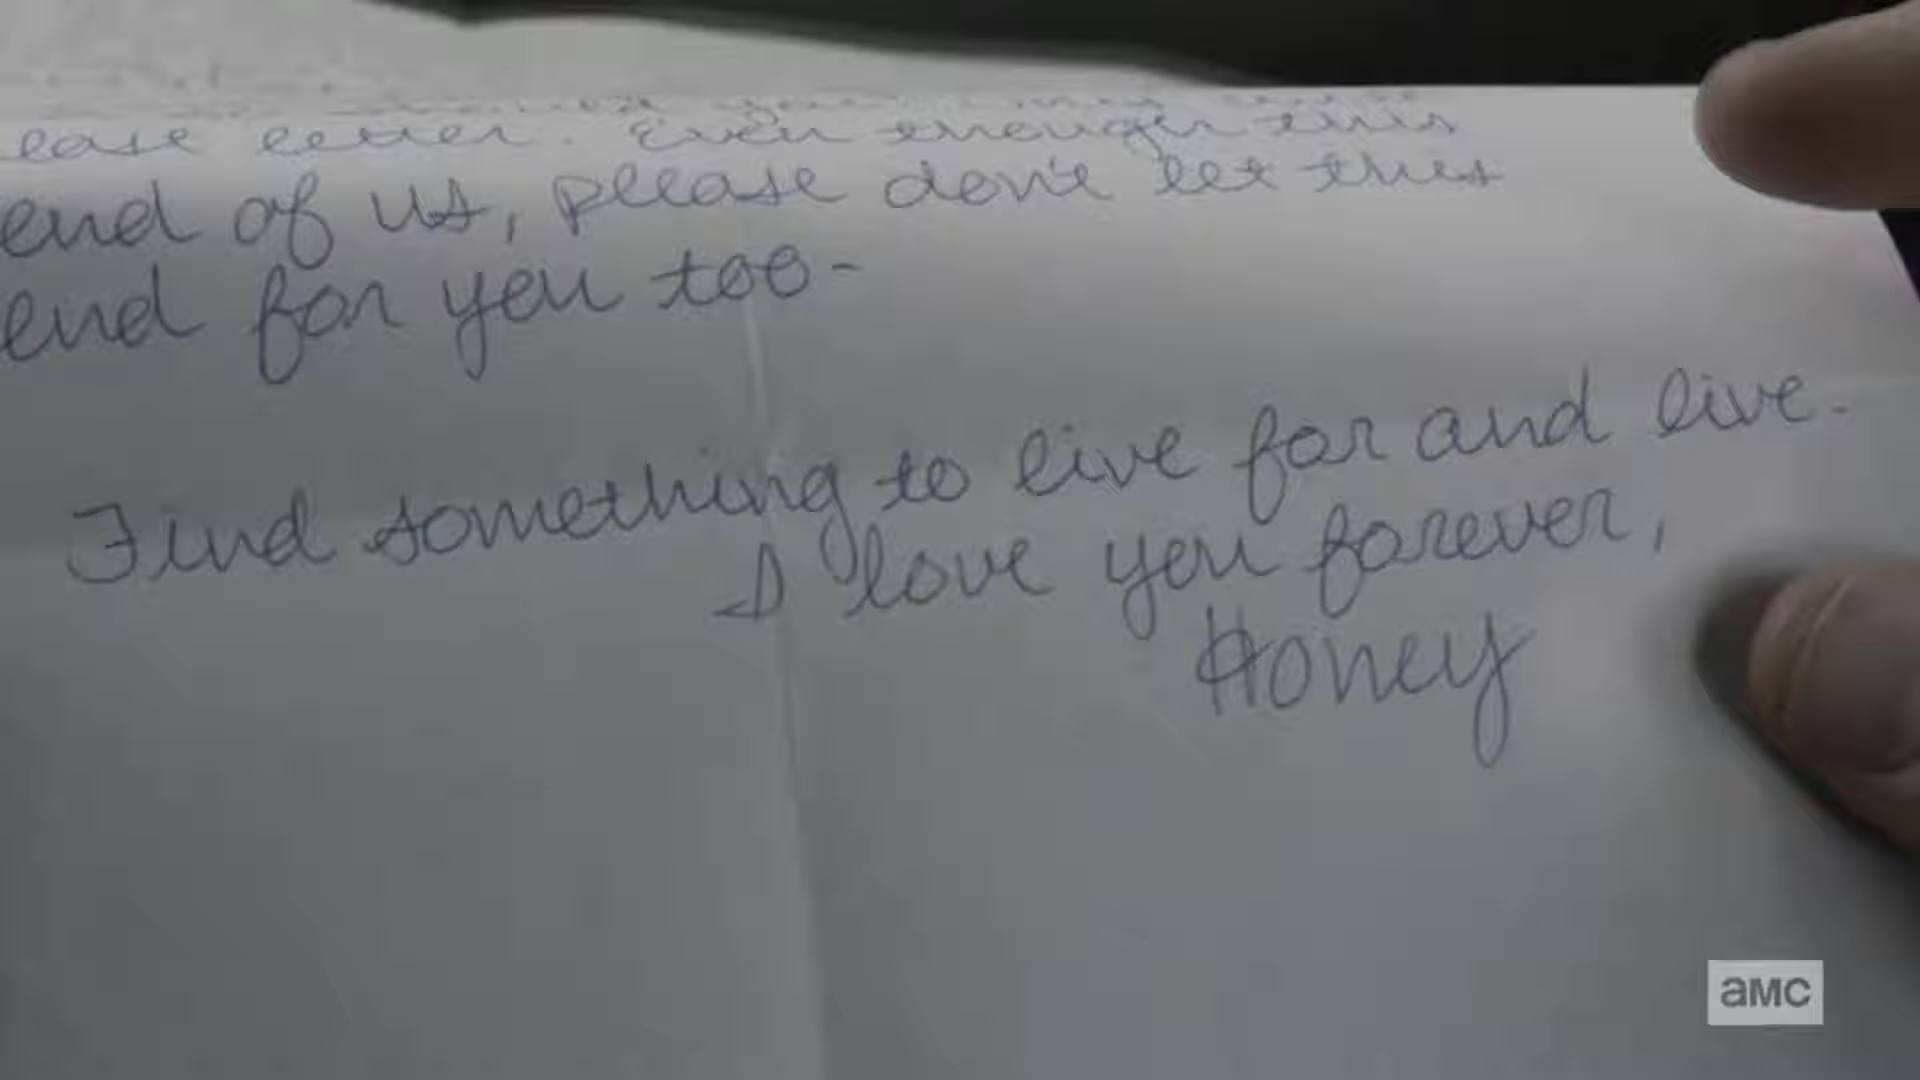 letter. Even though this
end of us, please don't let this
end for you too-
Find something to live for and live.
I love you forever,
Honey
amc